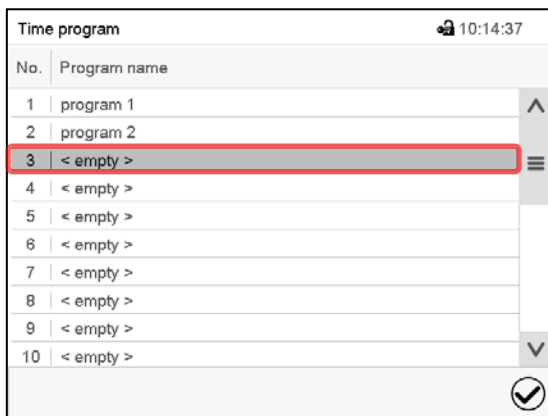 Time program 10:14:37
No. Program name
1 program 1
2 program 2
3 < empty >
4 < empty >
5 < empty >
6 < empty >
7 < empty >
8 < empty >
9 < empty >
10 < empty >